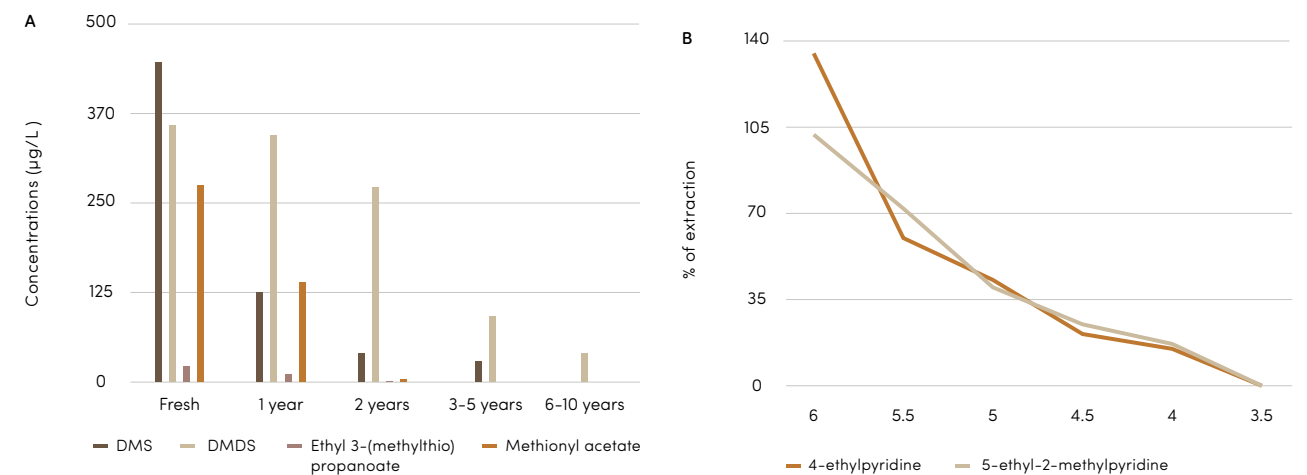 A
Concentrations (µg/L )
500
370
250
125
0
Fresh 1 year 2 years 3-5 years 6-10 years
DMS DMDS Ethyl 3-(methylthio) Methionyl acetate
propanoate
B
% of extraction
140
105
70
35
0
6 5.5 5 4.5 4 3.5
4-ethylpyridine 5-ethyl-2-methylpyridine